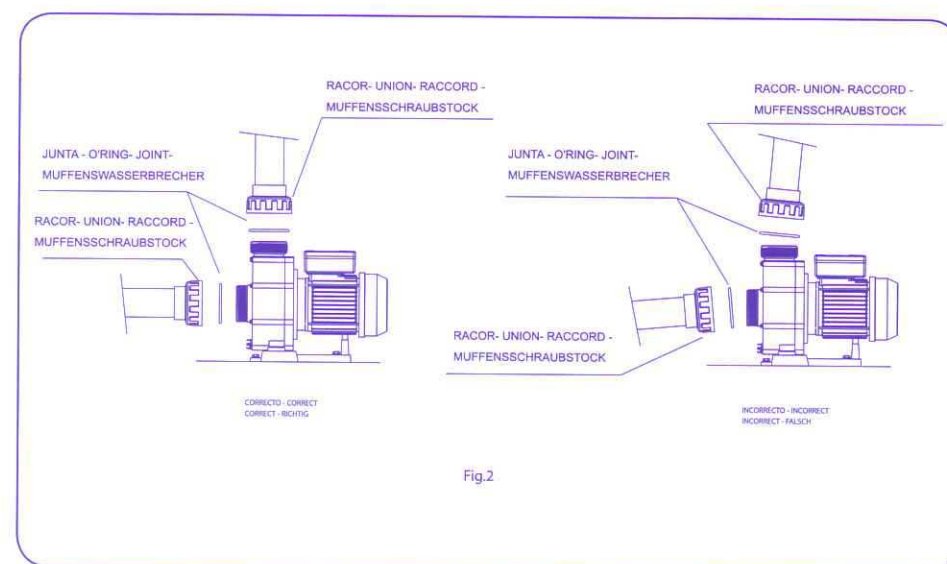 RACOR- UNION- RACCORD -
MUFFENSSCHRAUBSTOCK
JUNTA - O'RING- JOINT-
MUFFENSWASSERBRECHER
RACOR- UNION- RACCORD -
MUFFENSSCHRAUBSTOCK
CORRECTO - CORRECT
CORRECT - RICHTIG
RACOR- UNION- RACCORD -
MUFFENSSCHRAUBSTOCK
JUNTA - O'RING- JOINT-
MUFFENSWASSERBRECHER
RACOR- UNION- RACCORD -
MUFFENSSCHRAUBSTOCK
INCORRECTO - INCORRECT
INCORRECT - FALSCH
Fig.2